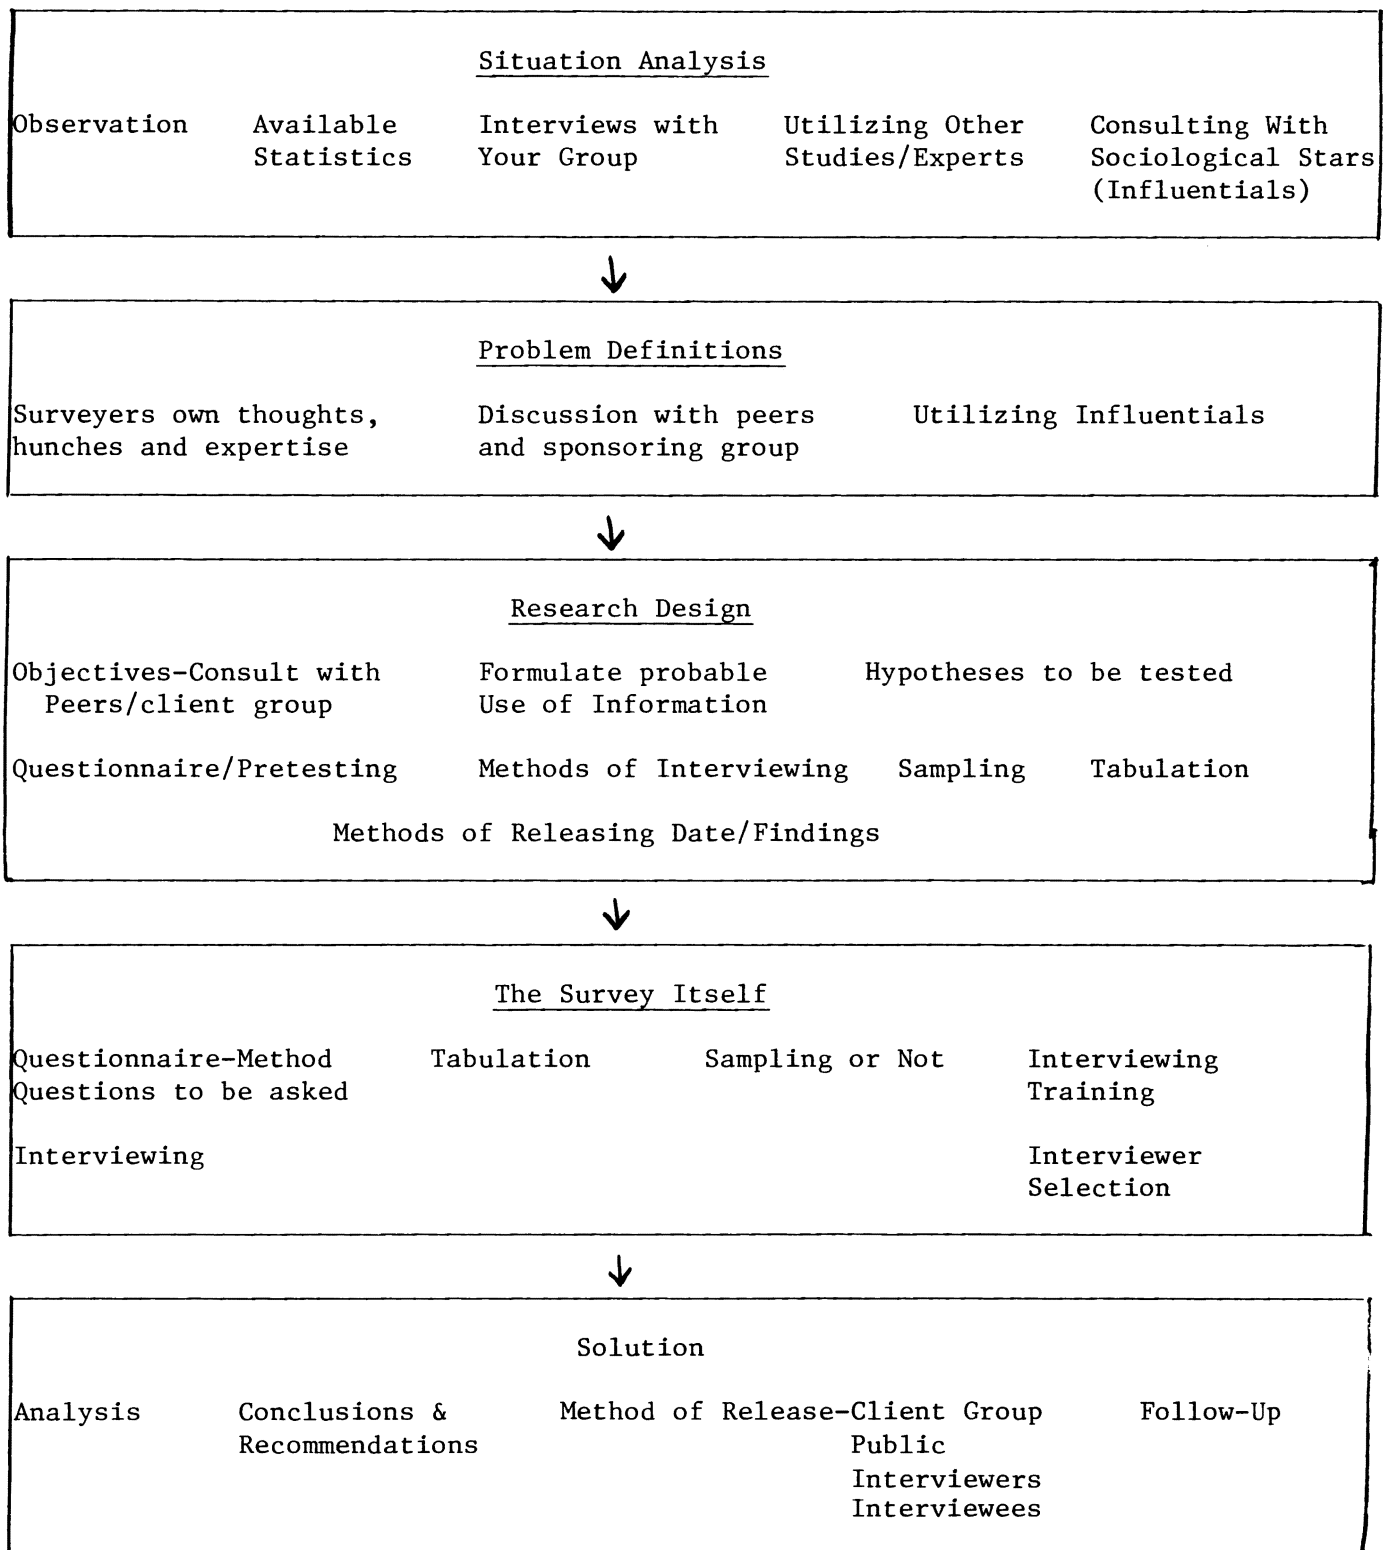 Situation Analysis
Observation Available Interviews with Utilizing Other Consulting With
Statistics Your Group Studies/Experts Sociological Stars
(Influentials)
↓
Problem Definitions
Surveyers own thoughts, Discussion with peers Utilizing Influentials
hunches and expertise and sponsoring group
↓
Research Design
Objectives-Consult with Formulate probable Hypotheses to be tested
Peers/client group Use of Information
Questionnaire/Pretesting Methods of Interviewing Sampling Tabulation
Methods of Releasing Date/Findings
↓
The Survey Itself
Questionnaire-Method Tabulation Sampling or Not Interviewing
Questions to be asked Training
Interviewing Interviewer
Selection
↓
Solution
Analysis Conclusions & Method of Release-Client Group Follow-Up
Recommendations Public
Interviewers
Interviewees